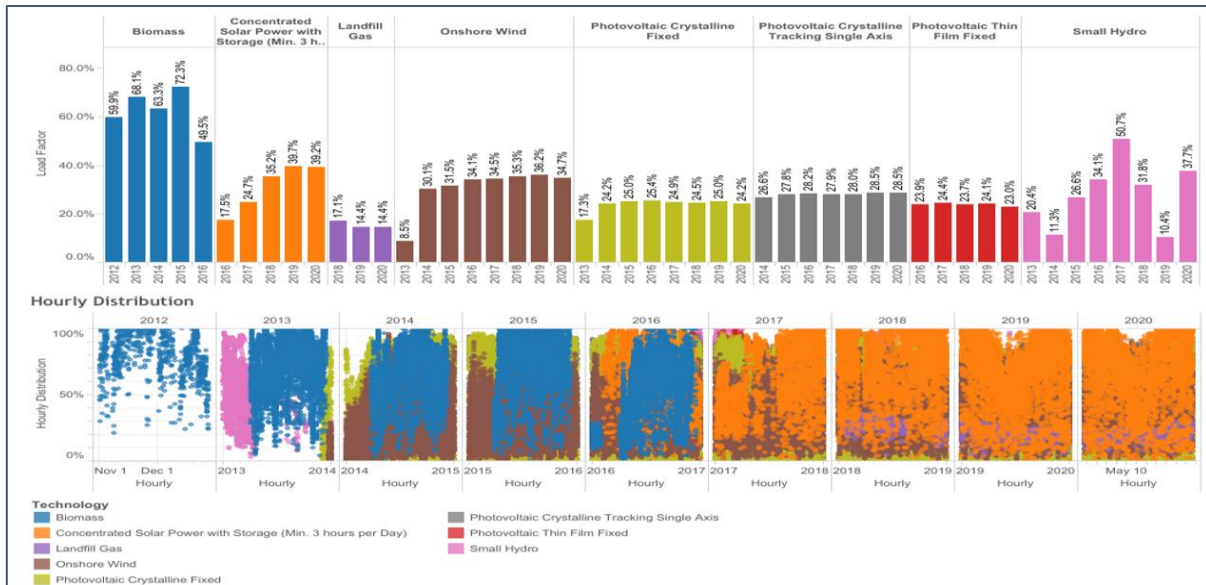 Biomass
Concentrated
Solar Power with
Storage (Min. 3 h..
Landfill
Gas
Onshore Wind
Photovoltaic Crystalline
Fixed
Photovoltaic Crystalline
Tracking Single Axis
Photovoltaic Thin
Film Fixed
Small Hydro
Load Factor
80.0%
60.0%
40.0%
20.0%
0.0%
59.9% 68.1% 63.3% 72.3% 49.5%
17.5% 24.7% 35.2% 39.7% 39.2%
17.1% 14.4% 14.4%
8.5% 30.1% 31.5% 34.1% 34.5% 35.3% 36.2% 34.7%
17.3% 24.2% 25.0% 25.4% 24.9% 24.5% 25.0% 24.2%
26.6% 27.8% 28.2% 27.9% 28.0% 28.5% 28.5%
23.9% 24.4% 23.7% 24.1% 23.0%
20.4% 11.3% 26.6% 34.1% 50.7% 31.8% 10.4% 37.7%
2012 2013 2014 2015 2016
2016 2017 2018 2019 2020
2018 2019 2020
2013 2014 2015 2016 2017 2018 2019 2020
2013 2014 2015 2016 2017 2018 2019 2020
2014 2015 2016 2017 2018 2019 2020
2016 2017 2018 2019 2020
2013 2014 2015 2016 2017 2018 2019 2020
Hourly Distribution
2012 2013 2014 2015 2016 2017 2018 2019 2020
Hourly Distribution
100%
50%
0%
Nov 1 Dec 1 2013 2014 2014 2015 2015 2016 2016 2017 2017 2018 2018 2019 2019 2020 May 10
Hourly Hourly Hourly Hourly Hourly Hourly Hourly Hourly Hourly
Technology
Biomass
Concentrated Solar Power with Storage (Min. 3 hours per Day)
Landfill Gas
Onshore Wind
Photovoltaic Crystalline Fixed
Photovoltaic Crystalline Tracking Single Axis
Photovoltaic Thin Film Fixed
Small Hydro